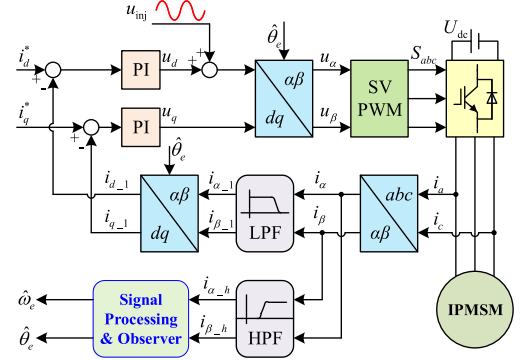 u_inj
U_dc
i_d^*
+
-
PI
u_d
+
+
θ̂_e
αβ
dq
u_α
SV
PWM
S_abc
i_q^*
+
-
PI
u_q
u_β
θ̂_e
i_d_1
αβ
dq
i_α_1
LPF
i_α
abc
αβ
i_a
i_q_1
i_β_1
i_β
i_c
ω̂_e
Signal
Processing
& Observer
i_α_h
HPF
IPMSM
θ̂_e
i_β_h